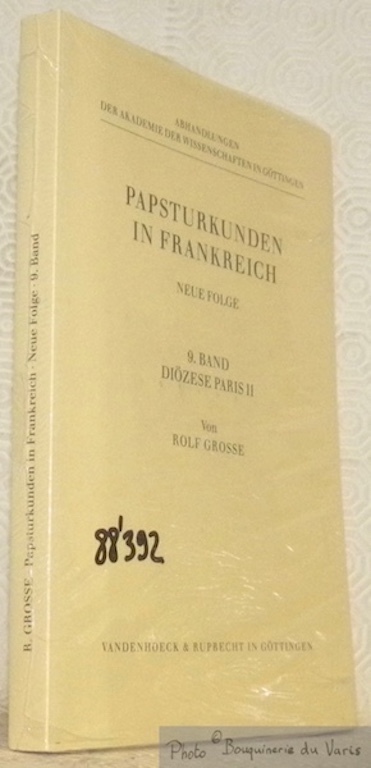 ABHANDLUNGEN
DER AKADEMIE DER WISSENSCHAFTEN IN GÖTTINGEN
PAPSTURKUNDEN
IN FRANKREICH
NEUE FOLGE
9. BAND
DIÖZESE PARIS II
Von
ROLF GROSSE
88'392
VANDENHOECK & RUPRECHT IN GÖTTINGEN
R. GROSSE · Papsturkunden in Frankreich · Neue Folge · 9. Band
Photo © Bouquinerie du Varis